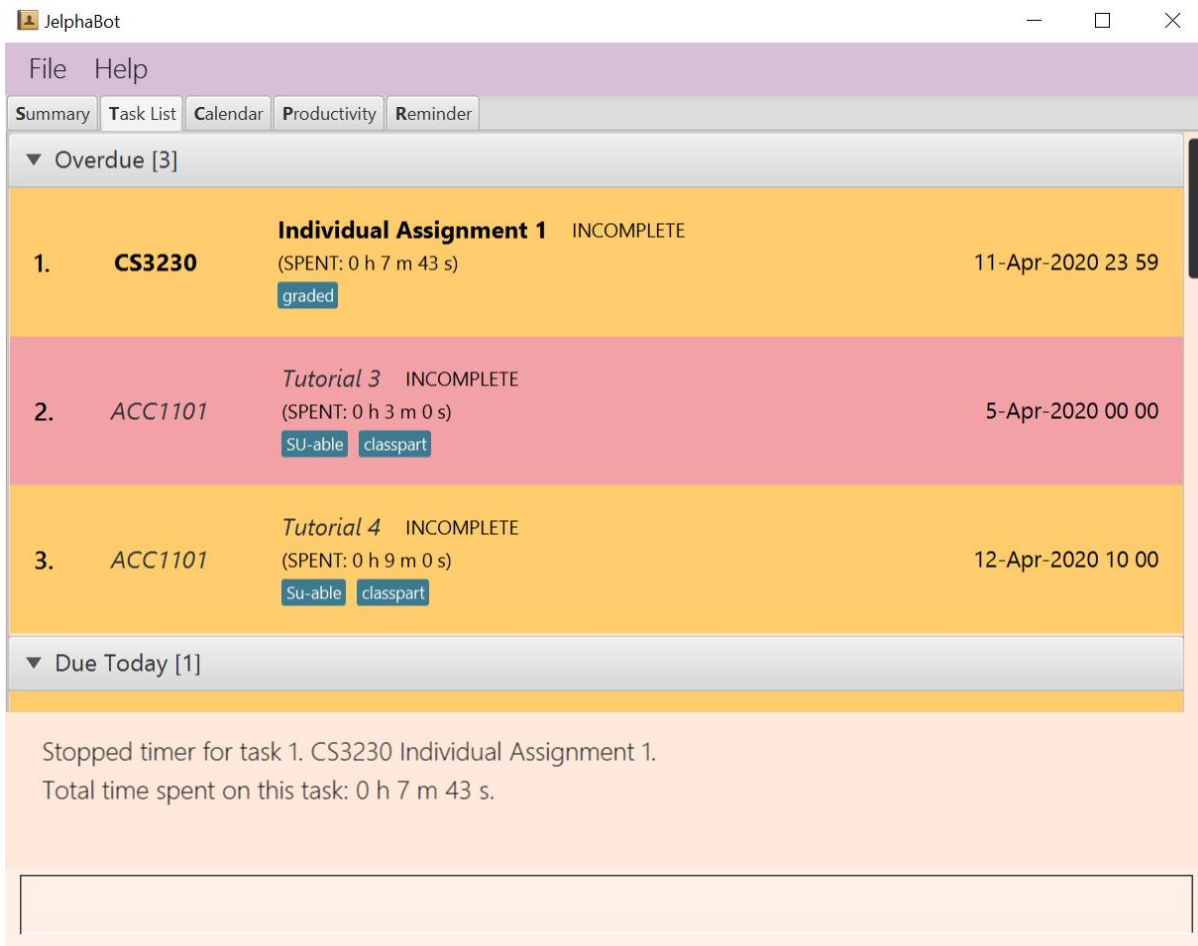 JelphaBot
File Help
Summary Task List Calendar Productivity Reminder
Overdue [3]
Individual Assignment 1 INCOMPLETE
1. CS3230 (SPENT: 0 h 7 m 43 s) 11-Apr-2020 23 59
graded
Tutorial 3 INCOMPLETE
2. ACC1101 (SPENT: 0 h 3 m 0 s) 5-Apr-2020 00 00
SU-able classpart
Tutorial 4 INCOMPLETE
3. ACC1101 (SPENT: 0 h 9 m 0 s) 12-Apr-2020 10 00
Su-able classpart
Due Today [1]
Stopped timer for task 1. CS3230 Individual Assignment 1.
Total time spent on this task: 0 h 7 m 43 s.